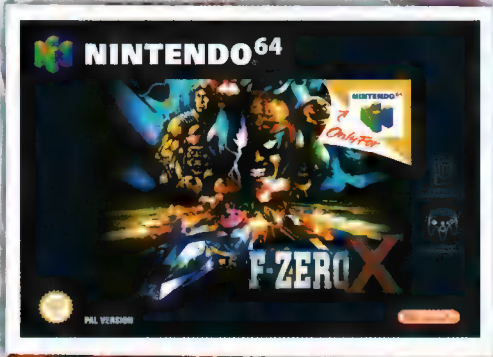 NINTENDO64
NINTENDO64
Only For
F-ZERO X
PAL VERSION